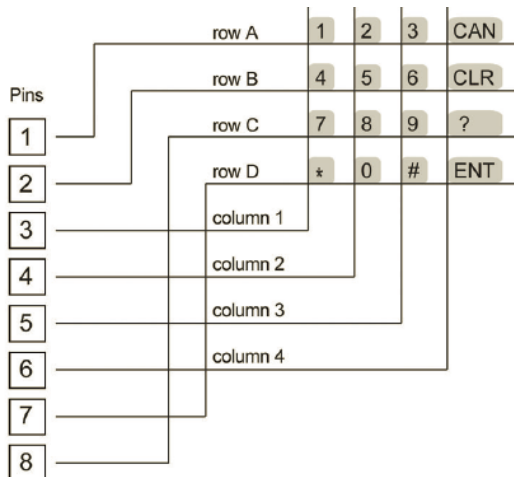 row A 1 2 3 CAN
row B 4 5 6 CLR
Pins
row C 7 8 9 ?
1
row D * 0 # ENT
2
column 1
3
column 2
4
column 3
5
column 4
6
7
8